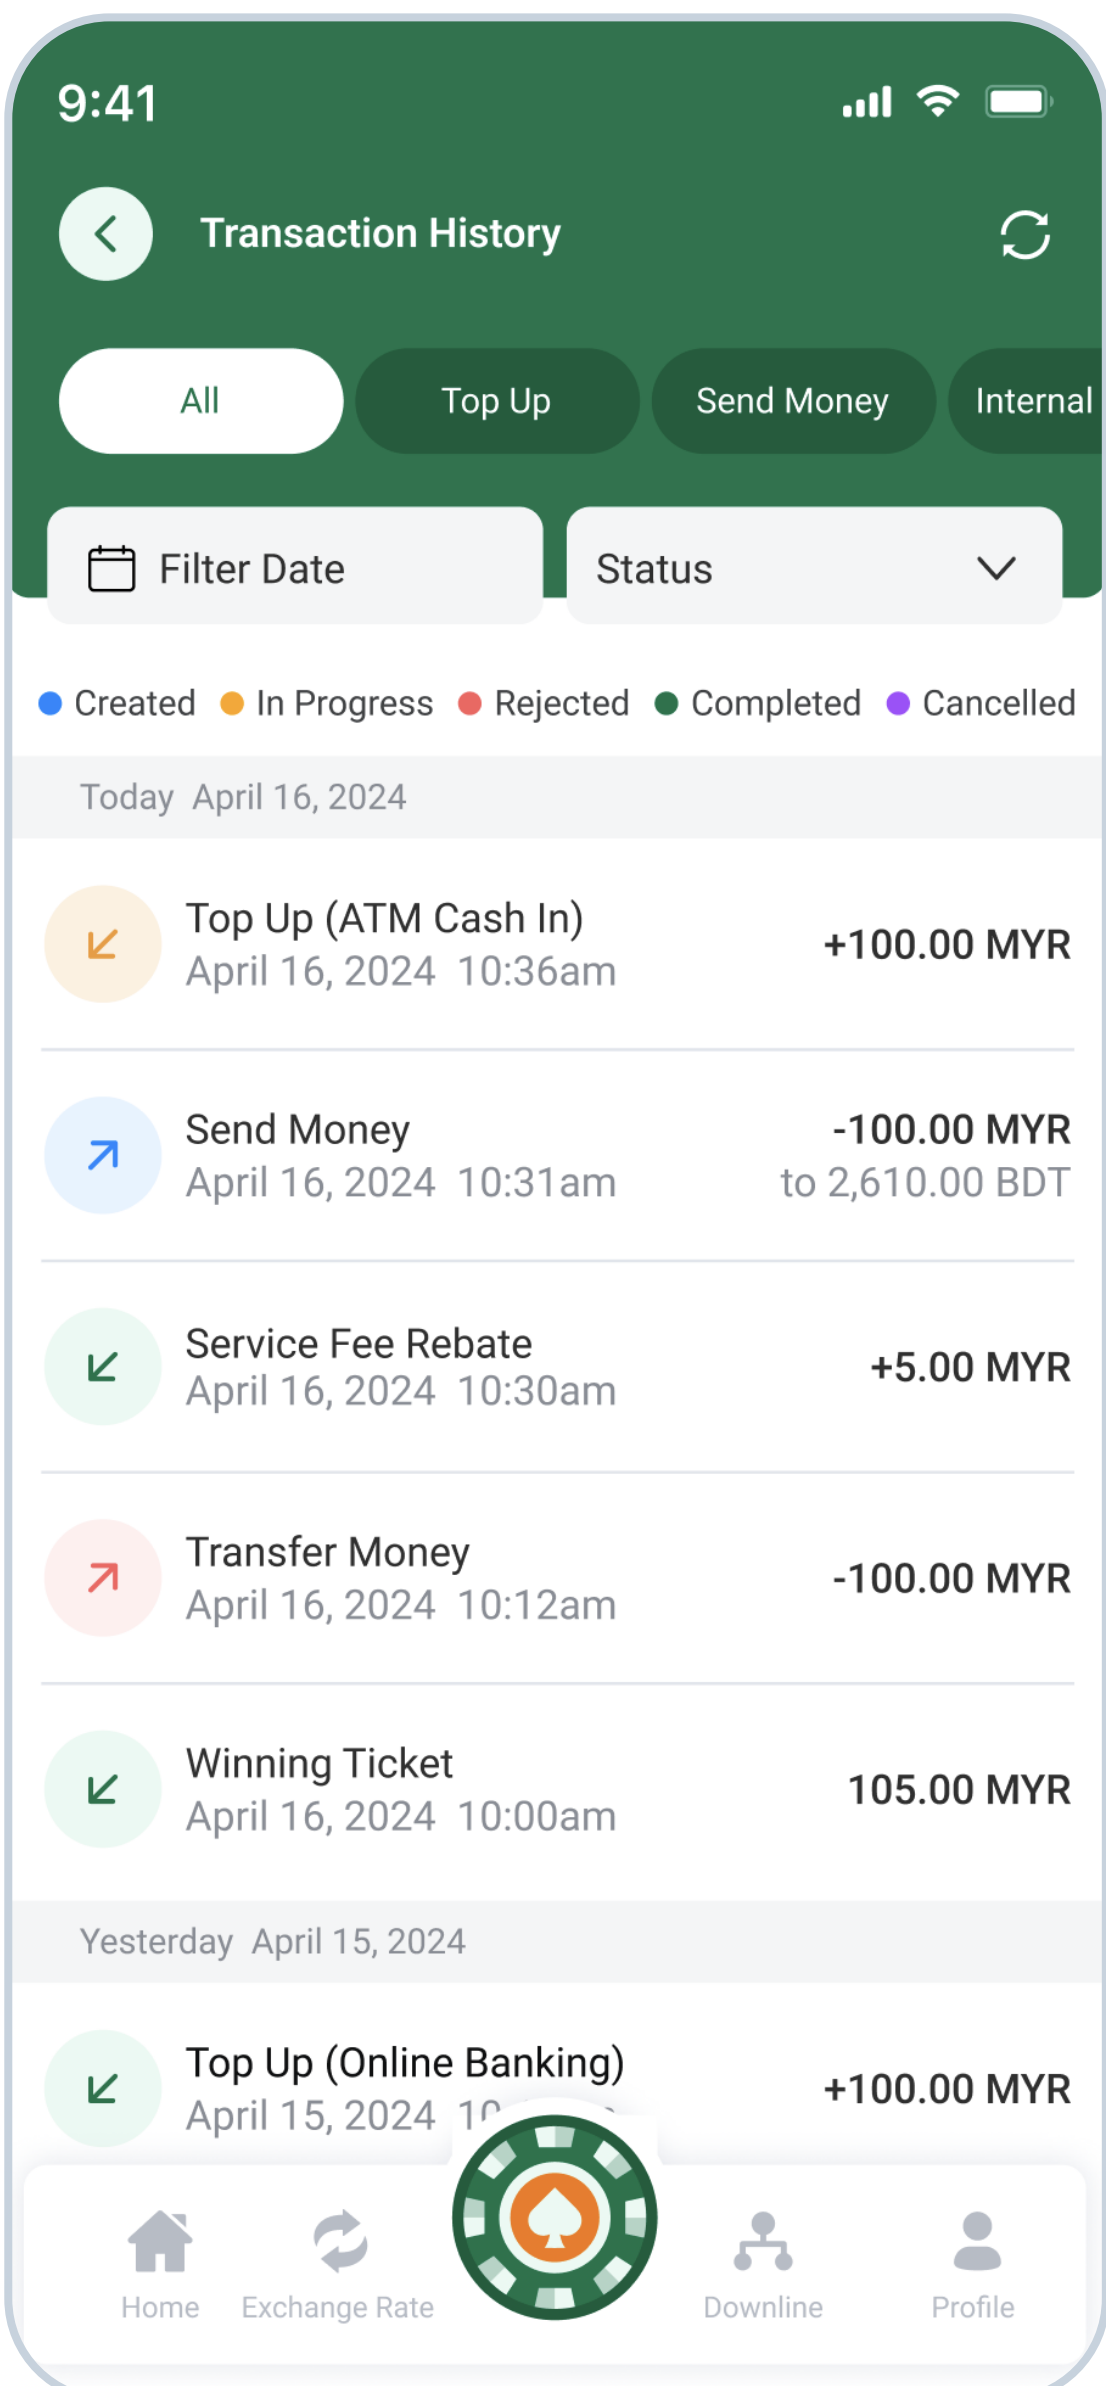 9:41
Transaction History
All
Top Up
Send Money
Internal
Filter Date
Status
Created
In Progress
Rejected
Completed
Cancelled
Today April 16, 2024
Top Up (ATM Cash In)
April 16, 2024 10:36am
+100.00 MYR
Send Money
April 16, 2024 10:31am
-100.00 MYR
to 2,610.00 BDT
Service Fee Rebate
April 16, 2024 10:30am
+5.00 MYR
Transfer Money
April 16, 2024 10:12am
-100.00 MYR
Winning Ticket
April 16, 2024 10:00am
105.00 MYR
Yesterday April 15, 2024
Top Up (Online Banking)
April 15, 2024
+100.00 MYR
Home
Exchange Rate
Downline
Profile